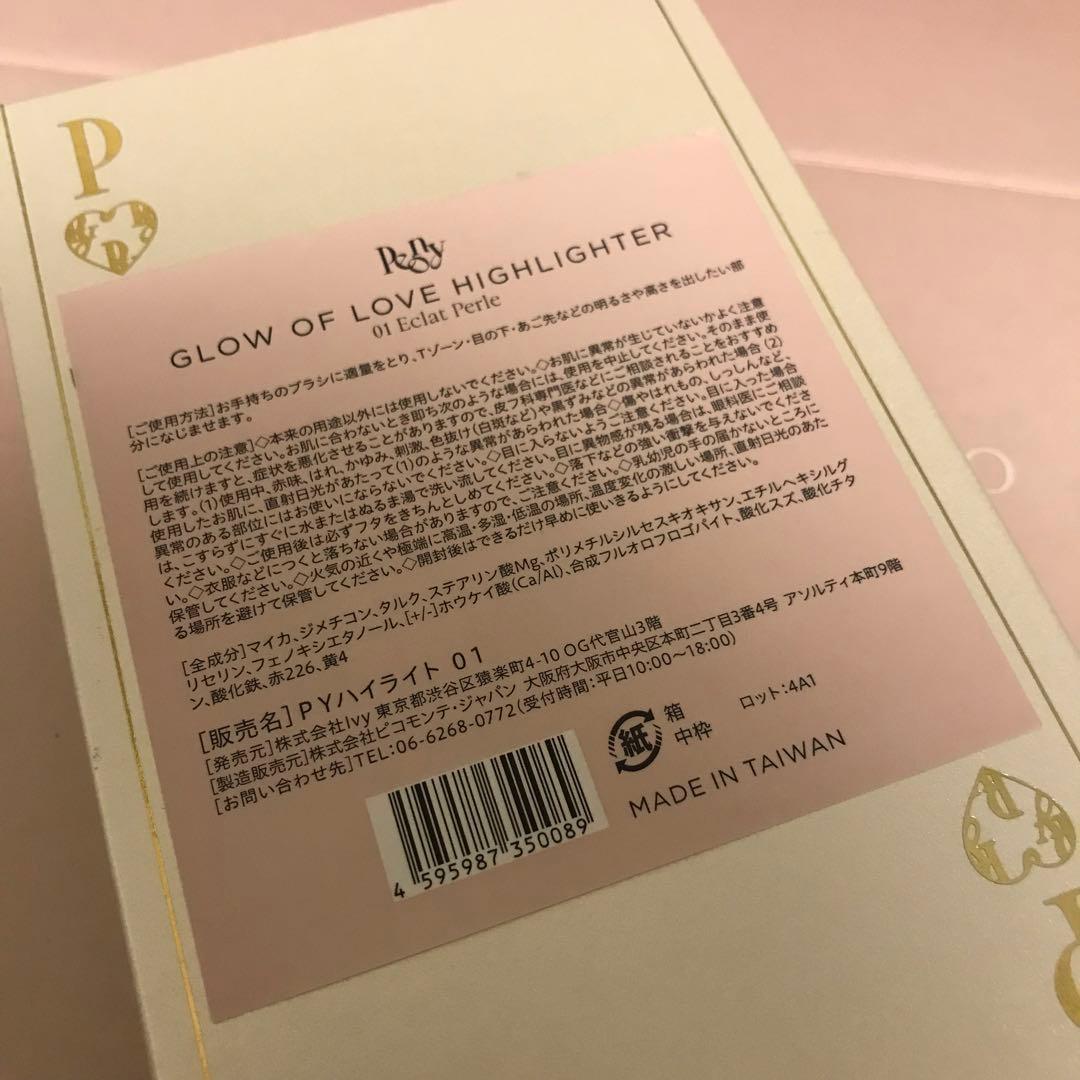 P
Peggy
GLOW OF LOVE HIGHLIGHTER
01 Eclat Perle
[ご使用方法]お手持ちのブラシに適量をとり、Tゾーン・目の下・あご先などの明るさや高さを出したい部
分になじませます。
[ご使用上の注意]◇本来の用途以外には使用しないでください。◇お肌に異常が生じていないかよく注意
して使用してください。お肌に合わないとき即ち次のような場合には、使用を中止してください。そのまま使
用を続けますと、症状を悪化させることがありますので、皮フ科専門医などにご相談されることをおすすめ
します。(1)使用中、赤味、はれ、かゆみ、刺激、色抜け(白斑など)や黒ずみなどの異常があらわれた場合(2)
使用したお肌に、直射日光があたって(1)のような異常があらわれた場合◇傷やはれもの、しっしんなど、
異常のある部位にはお使いにならないでください。◇目に入らないようご注意ください。目に入った場合
は、こすらずにすぐに水またはぬるま湯で洗い流してください。目に異物感が残る場合は、眼科医にご相談
ください。◇ご使用後は必ずフタをきちんとしめてください。◇落下などの強い衝撃を与えないでくださ
い。◇衣服などにつくと落ちない場合がありますので、ご注意ください。◇乳幼児の手の届かないところに
保管してください。◇火気の近くや極端に高温・多湿・低温の場所、温度変化の激しい場所、直射日光のあた
る場所を避けて保管してください。◇開封後はできるだけ早めに使いきるようにしてください。
[全成分]マイカ、ジメチコン、タルク、ステアリン酸Mg、ポリメチルシルセスキオキサン、エチルヘキシルグ
リセリン、フェノキシエタノール、[+/-]ホウケイ酸(Ca/Al)、合成フルオロフロゴパイト、酸化スズ、酸化チタ
ン、酸化鉄、赤226、黄4
[販売名]PYハイライト 01
[発売元]株式会社Ivy 東京都渋谷区猿楽町4-10 OG代官山3階
[製造販売元]株式会社ピコモンテ・ジャパン 大阪府大阪市中央区本町二丁目3番4号 アソルティ本町9階
[お問い合わせ先]TEL:06-6268-0772(受付時間:平日10:00〜18:00)
紙
箱
中枠
ロット:4A1
MADE IN TAIWAN
4 595987 350089